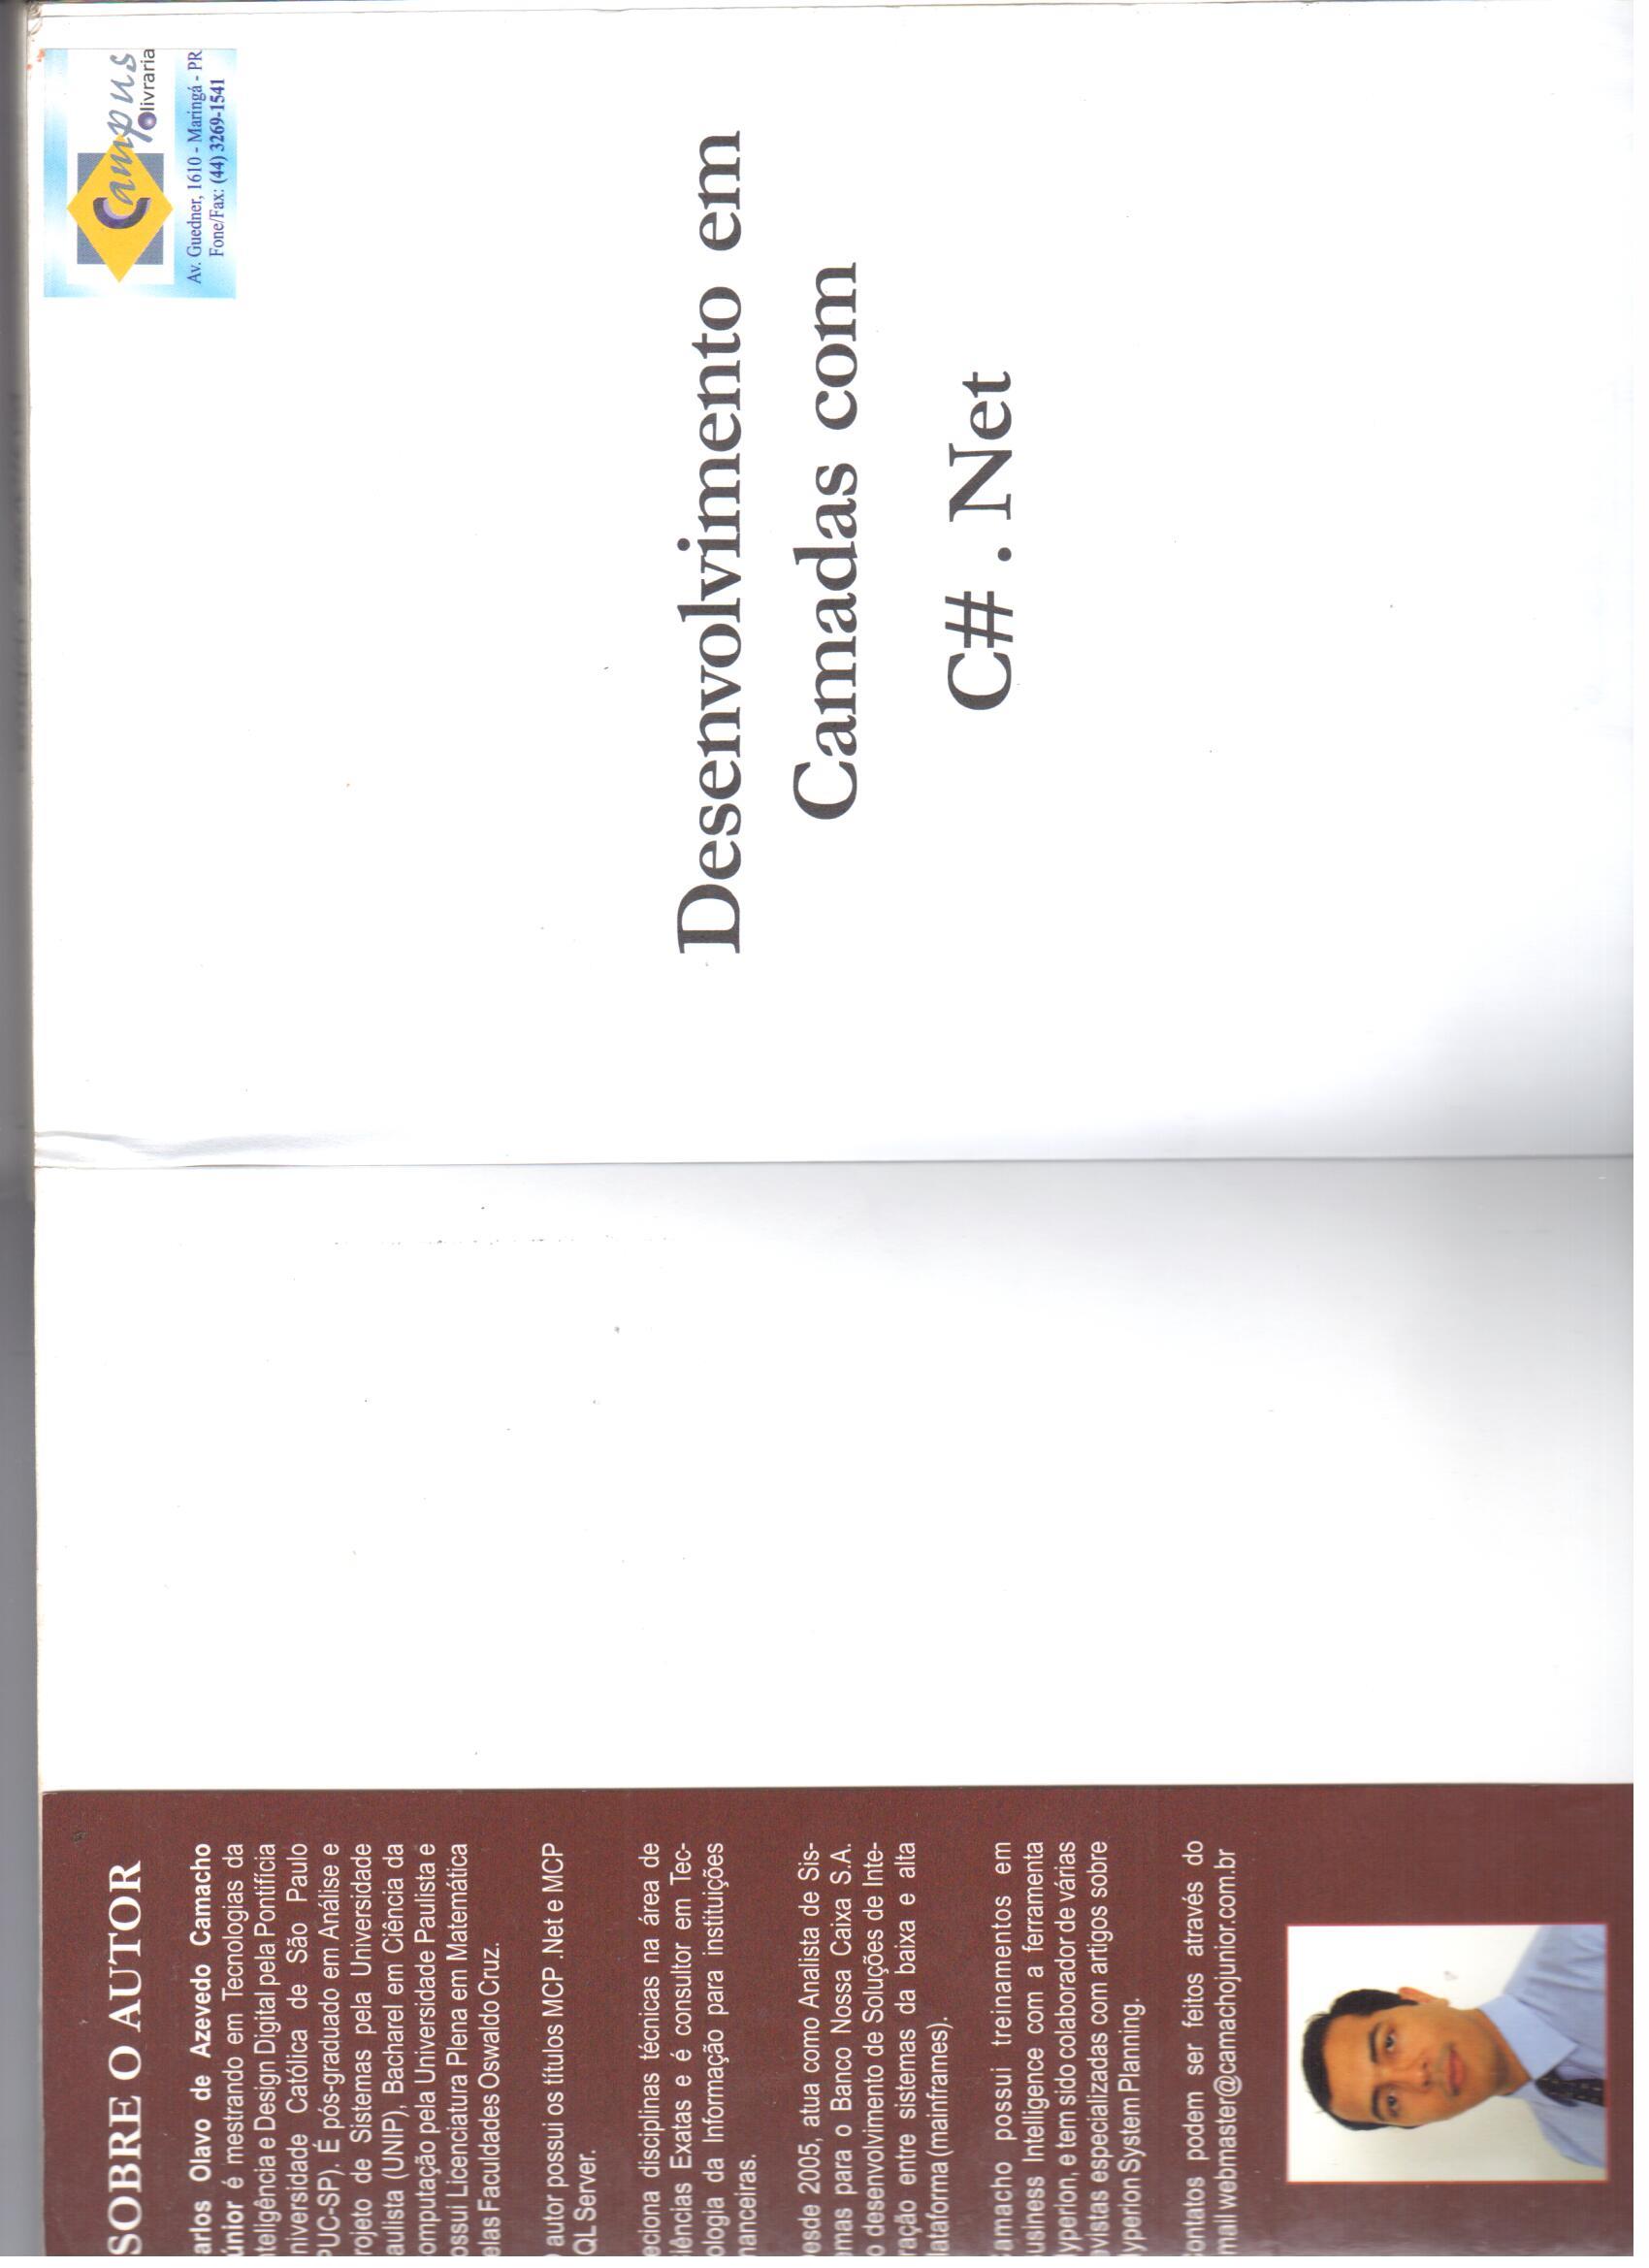 SOBRE O AUTOR
arlos Olavo de Azevedo Camacho
únior é mestrando em Tecnologias da
teligência e Design Digital pela Pontifícia
niversidade Católica de São Paulo
PUC-SP). É pós-graduado em Análise e
rojeto de Sistemas pela Universidade
aulista (UNIP), Bacharel em Ciência da
omputação pela Universidade Paulista e
ossui Licenciatura Plena em Matemática
elas Faculdades Oswaldo Cruz.
autor possui os títulos MCP .Net e MCP
QL Server.
eciona disciplinas técnicas na área de
iências Exatas e é consultor em Tec-
ologia da Informação para instituições
nanceiras.
esde 2005, atua como Analista de Sis-
mas para o Banco Nossa Caixa S.A.
o desenvolvimento de Soluções de Inte-
ração entre sistemas da baixa e alta
lataforma (mainframes).
amacho possui treinamentos em
usiness Intelligence com a ferramenta
yperion, e tem sido colaborador de várias
evistas especializadas com artigos sobre
yperion System Planning.
ontatos podem ser feitos através do
mail webmaster@camachojunior.com.br
Campus
livraria
Av. Guedner, 1610 - Maringá - PR
Fone/Fax: (44) 3269-1541
Desenvolvimento em
Camadas com
C# . Net